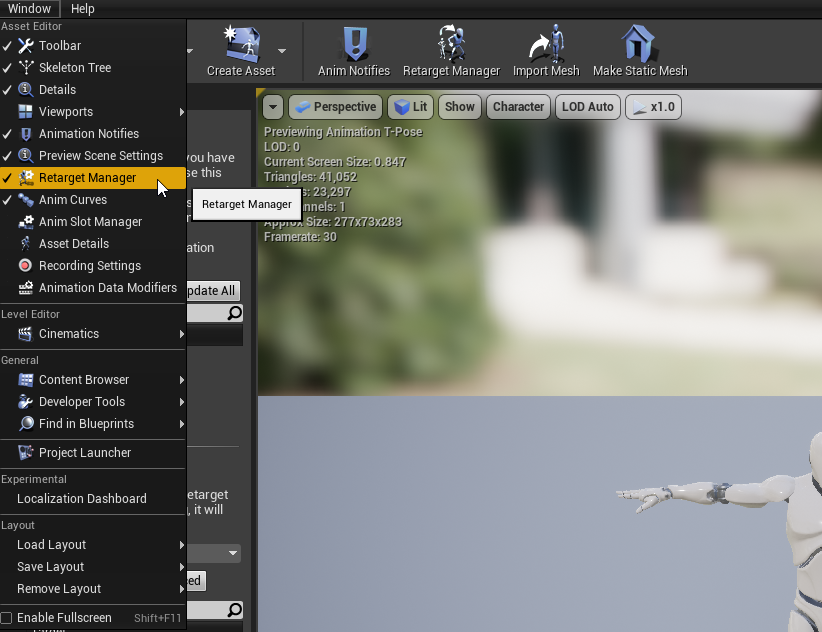 Window Help
Asset Editor
Toolbar
Skeleton Tree
Details
Viewports
Animation Notifies
Preview Scene Settings
Retarget Manager
Anim Curves
Anim Slot Manager
Asset Details
Recording Settings
Animation Data Modifiers
Level Editor
Cinematics
General
Content Browser
Developer Tools
Find in Blueprints
Project Launcher
Experimental
Localization Dashboard
Layout
Load Layout
Save Layout
Remove Layout
Enable Fullscreen Shift+F11
Create Asset
Anim Notifies
Retarget Manager
Import Mesh
Make Static Mesh
you have
se this
ation
pdate All
etarget
, it will
ed
Retarget Manager
Perspective Lit Show Character LOD Auto x1.0
Previewing Animation T-Pose
LOD: 0
Current Screen Size: 0.847
Triangles: 41,052
s: 23,297
annels: 1
Approx Size: 277x73x283
Framerate: 30